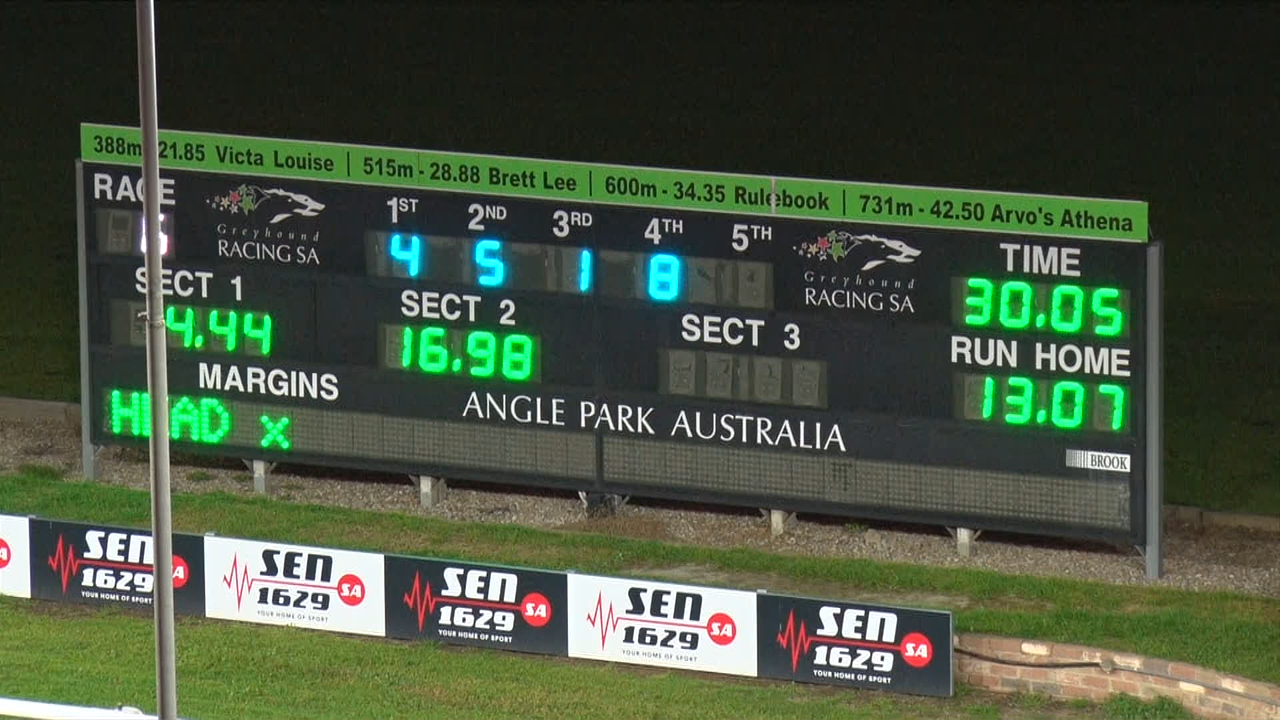 388m 21.85 Victa Louise | 515m - 28.88 Brett Lee | 600m - 34.35 Rulebook | 731m - 42.50 Arvo's Athena
RACE
Greyhound
RACING SA
1ST 2ND 3RD 4TH 5TH
4 5 1 8
Greyhound
RACING SA
TIME
30.05
SECT 1
4.44
SECT 2
16.98
SECT 3
RUN HOME
13.07
MARGINS
HEAD x
ANGLE PARK AUSTRALIA
BROOK
SEN
1629 SA
YOUR HOME OF SPORT
SEN
1629 SA
YOUR HOME OF SPORT
SEN
1629 SA
YOUR HOME OF SPORT
SEN
1629 SA
YOUR HOME OF SPORT
SEN
1629 SA
YOUR HOME OF SPORT